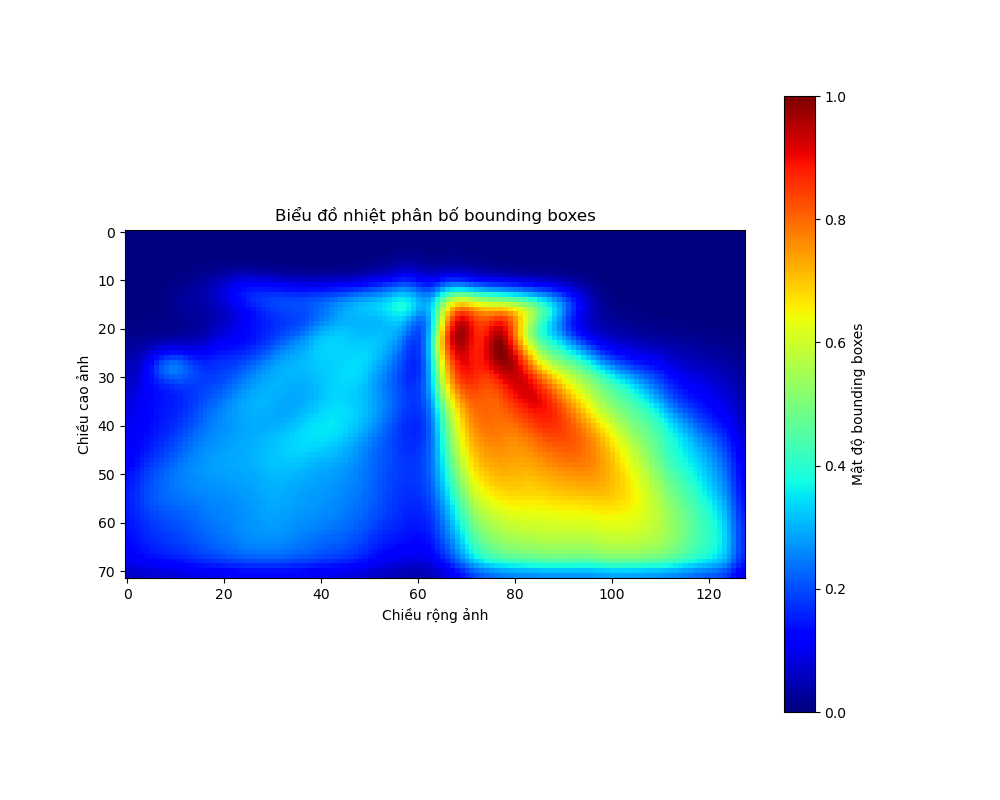 Biểu đồ nhiệt phân bố bounding boxes
0
10
20
30
40
50
60
70
Chiều cao ảnh
0 20 40 60 80 100 120
Chiều rộng ảnh
1.0
0.8
0.6
0.4
0.2
0.0
Mật độ bounding boxes